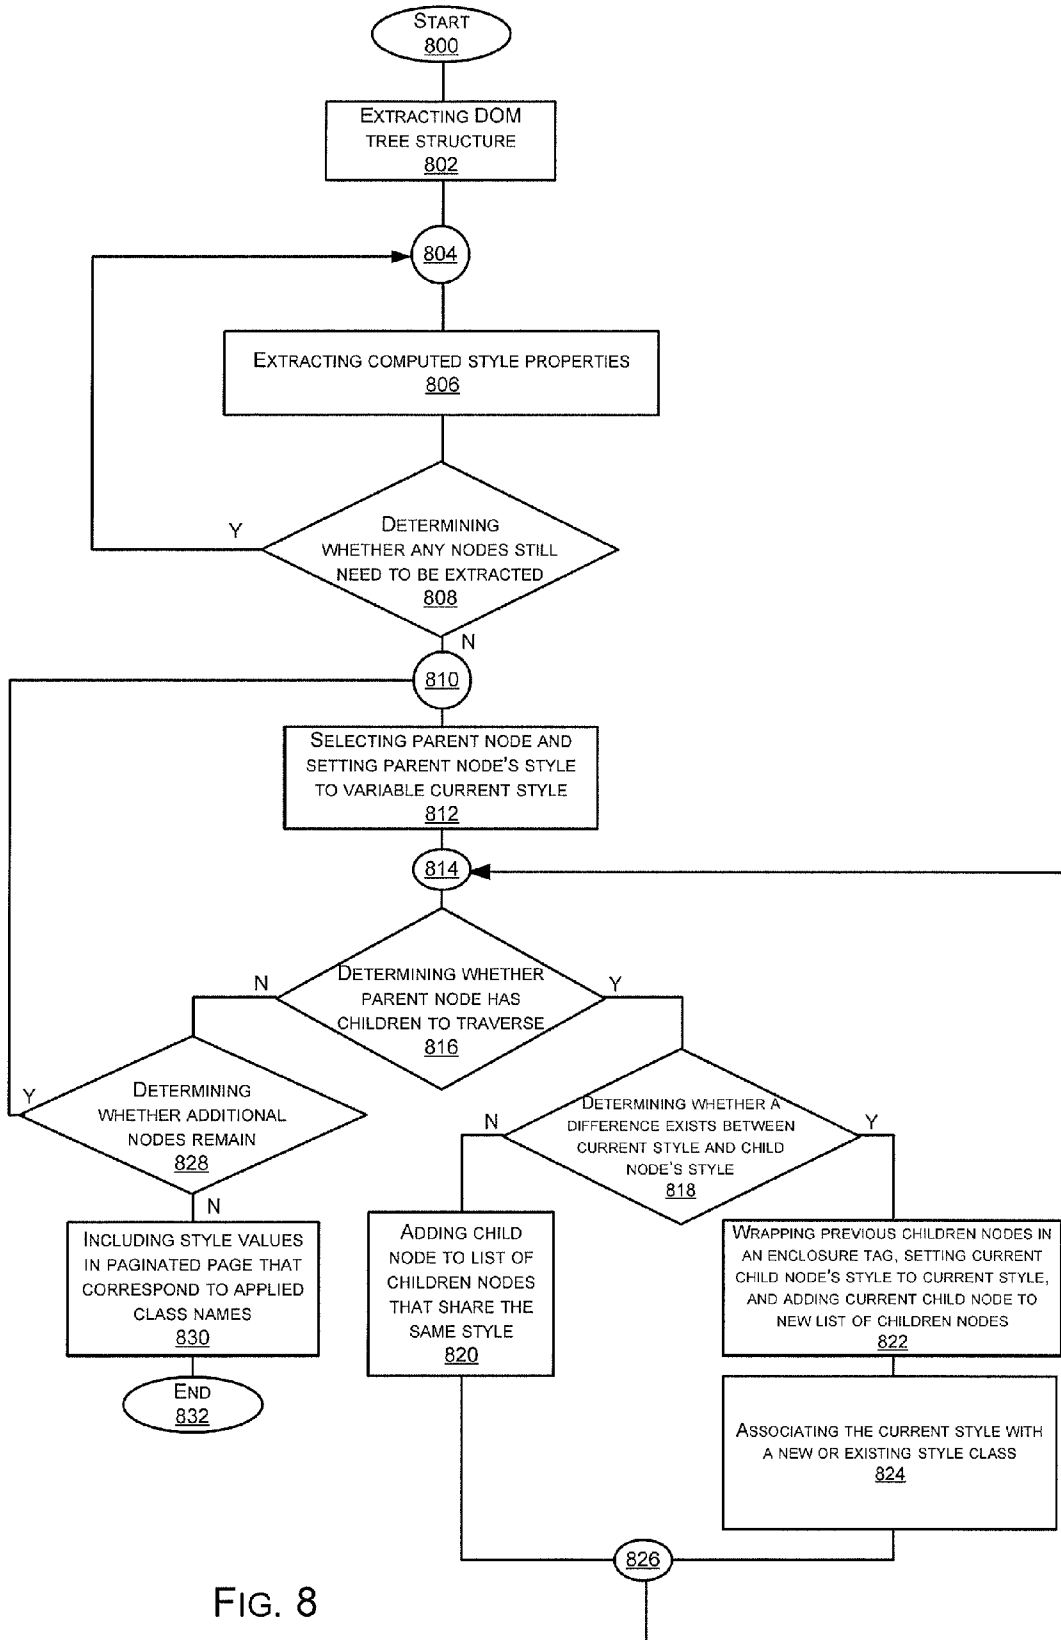 START
800
EXTRACTING DOM
TREE STRUCTURE
802
804
EXTRACTING COMPUTED STYLE PROPERTIES
806
Y
DETERMINING
WHETHER ANY NODES STILL
NEED TO BE EXTRACTED
808
N
810
SELECTING PARENT NODE AND
SETTING PARENT NODE'S STYLE
TO VARIABLE CURRENT STYLE
812
814
N
DETERMINING WHETHER
PARENT NODE HAS
CHILDREN TO TRAVERSE
816
Y
Y
DETERMINING
WHETHER ADDITIONAL
NODES REMAIN
828
N
N
DETERMINING WHETHER A
DIFFERENCE EXISTS BETWEEN
CURRENT STYLE AND CHILD
NODE'S STYLE
818
Y
INCLUDING STYLE VALUES
IN PAGINATED PAGE THAT
CORRESPOND TO APPLIED
CLASS NAMES
830
ADDING CHILD
NODE TO LIST OF
CHILDREN NODES
THAT SHARE THE
SAME STYLE
820
WRAPPING PREVIOUS CHILDREN NODES IN
AN ENCLOSURE TAG, SETTING CURRENT
CHILD NODE'S STYLE TO CURRENT STYLE,
AND ADDING CURRENT CHILD NODE TO
NEW LIST OF CHILDREN NODES
822
END
832
ASSOCIATING THE CURRENT STYLE WITH
A NEW OR EXISTING STYLE CLASS
824
826
FIG. 8